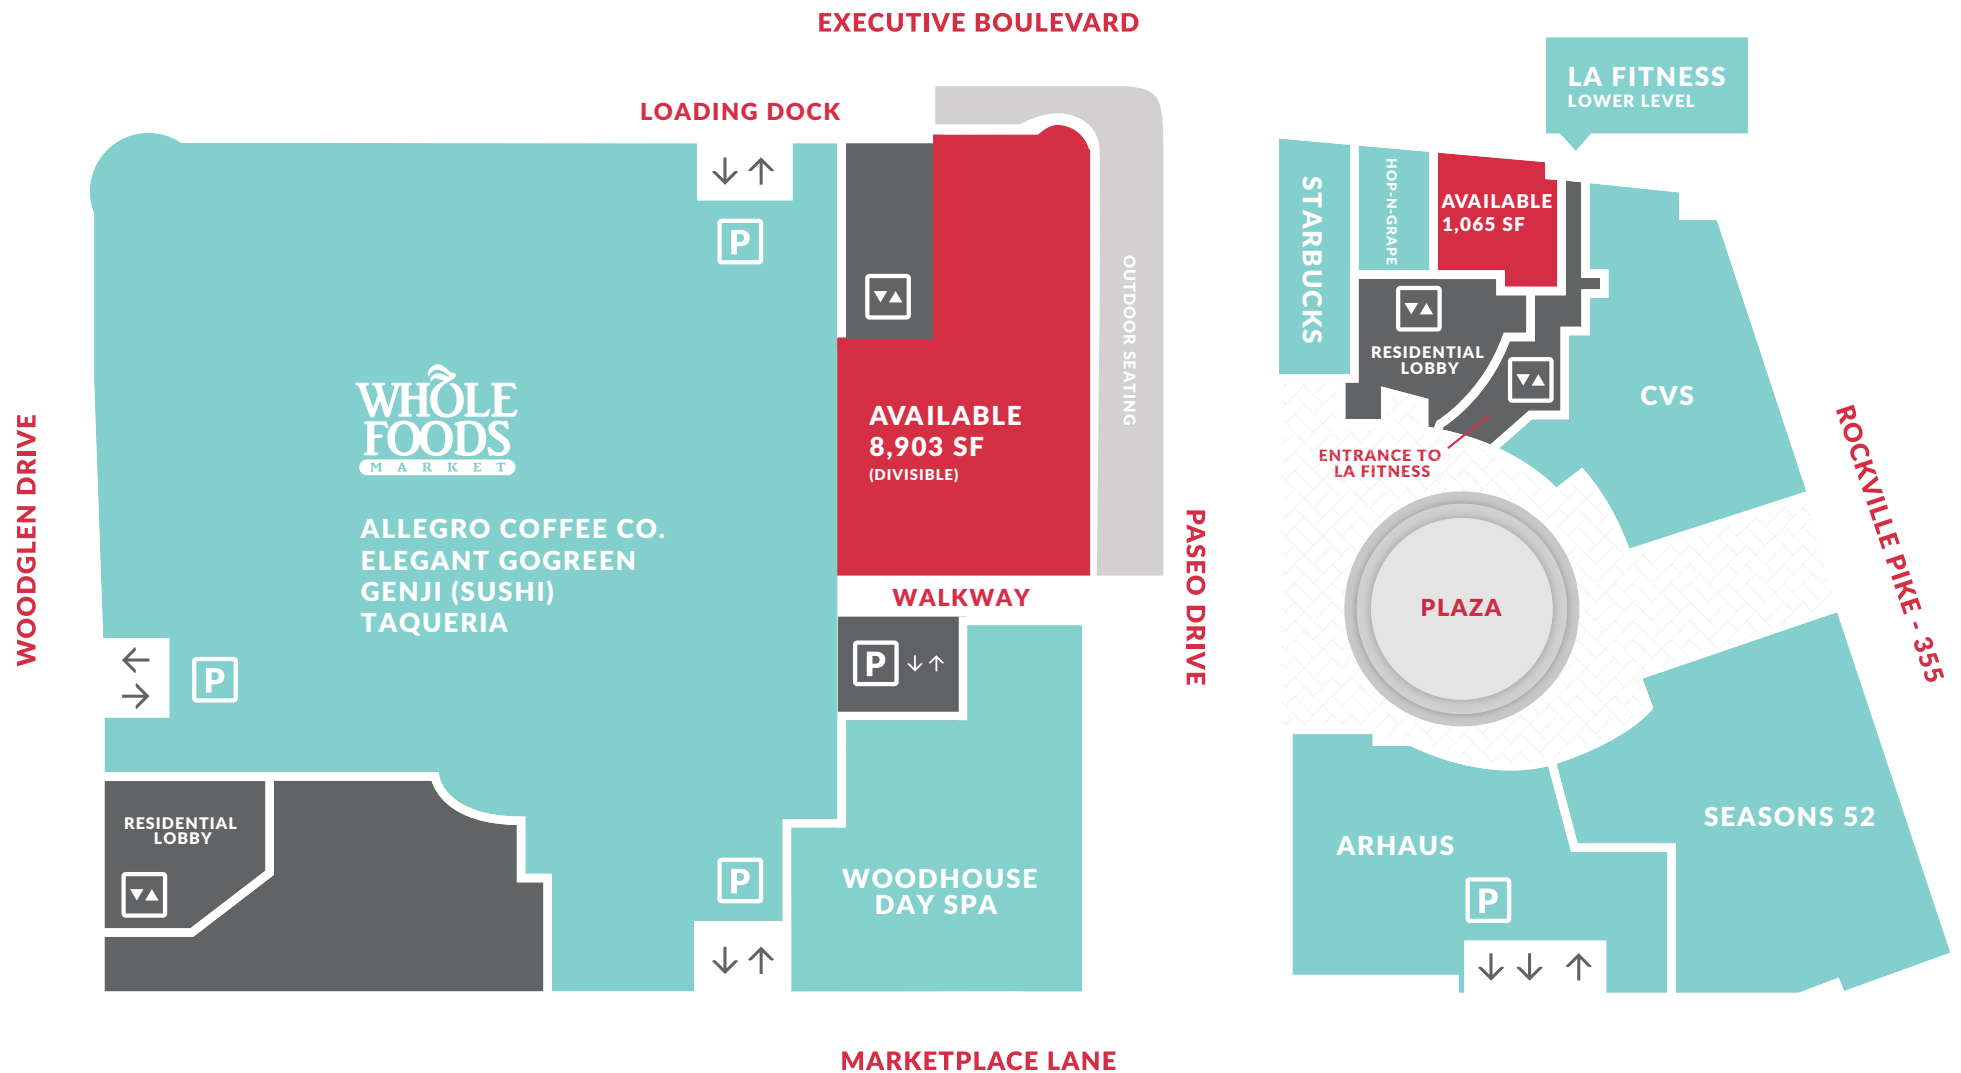 EXECUTIVE BOULEVARD
LOADING DOCK
LA FITNESS
LOWER LEVEL
P
OUTDOOR SEATING
STARBUCKS
HOP-N-GRAPE
AVAILABLE
1,065 SF
RESIDENTIAL
LOBBY
CVS
ENTRANCE TO
LA FITNESS
WOODGLEN DRIVE
WHOLE
FOODS
MARKET
ALLEGRO COFFEE CO.
ELEGANT GOGREEN
GENJI (SUSHI)
TAQUERIA
AVAILABLE
8,903 SF
(DIVISIBLE)
WALKWAY
PASEO DRIVE
PLAZA
ROCKVILLE PIKE - 355
P
P
RESIDENTIAL
LOBBY
P
WOODHOUSE
DAY SPA
ARHAUS
P
SEASONS 52
MARKETPLACE LANE